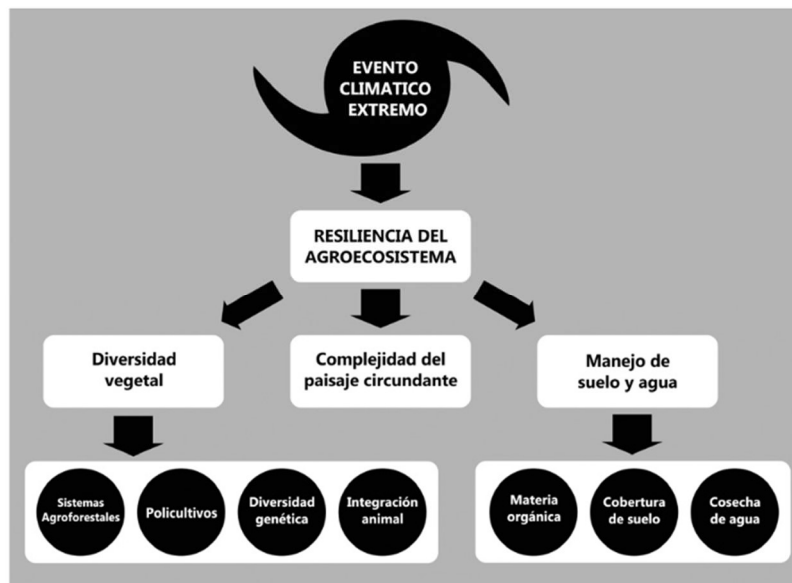 EVENTO
CLIMATICO
EXTREMO
RESILIENCIA DEL
AGROECOSISTEMA
Diversidad
vegetal
Complejidad del
paisaje circundante
Manejo de
suelo y agua
Sistemas
Agroforestales
Policultivos
Diversidad
genética
Integración
animal
Materia
orgánica
Cobertura
de suelo
Cosecha
de agua